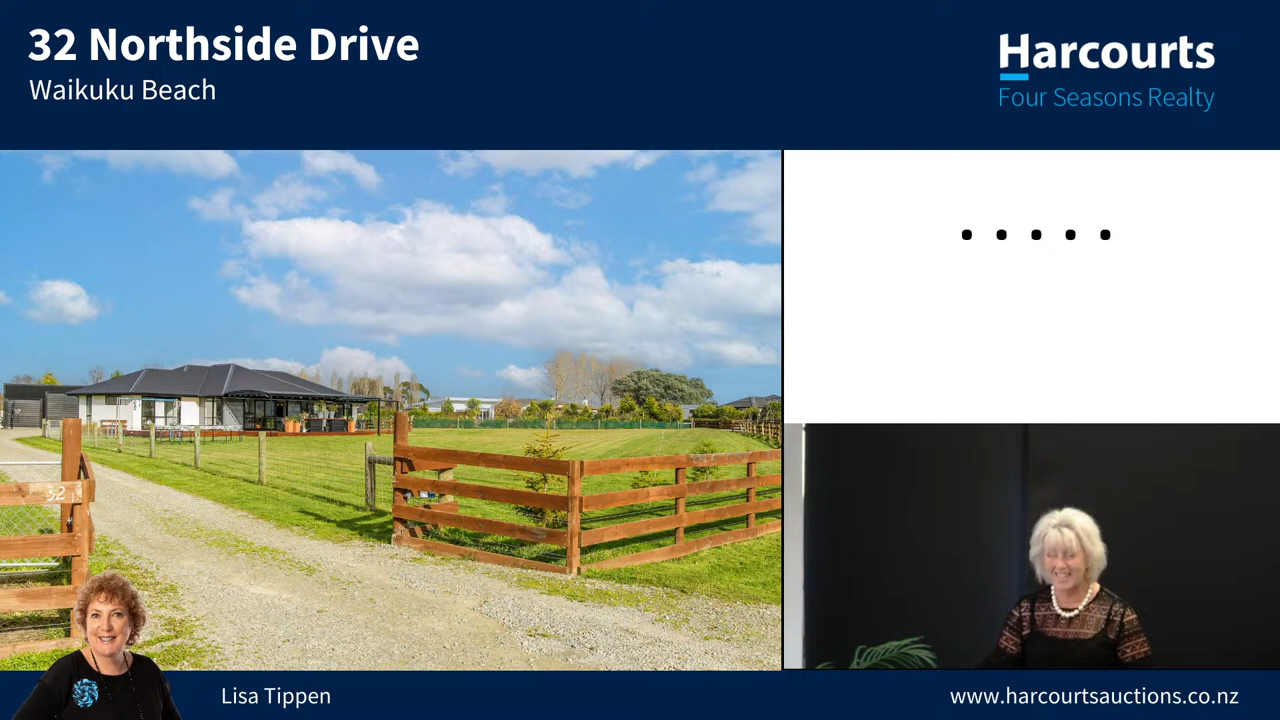 32 Northside Drive
Waikuku Beach
Harcourts
Four Seasons Realty
• • • • •
32
Lisa Tippen
www.harcourtsauctions.co.nz